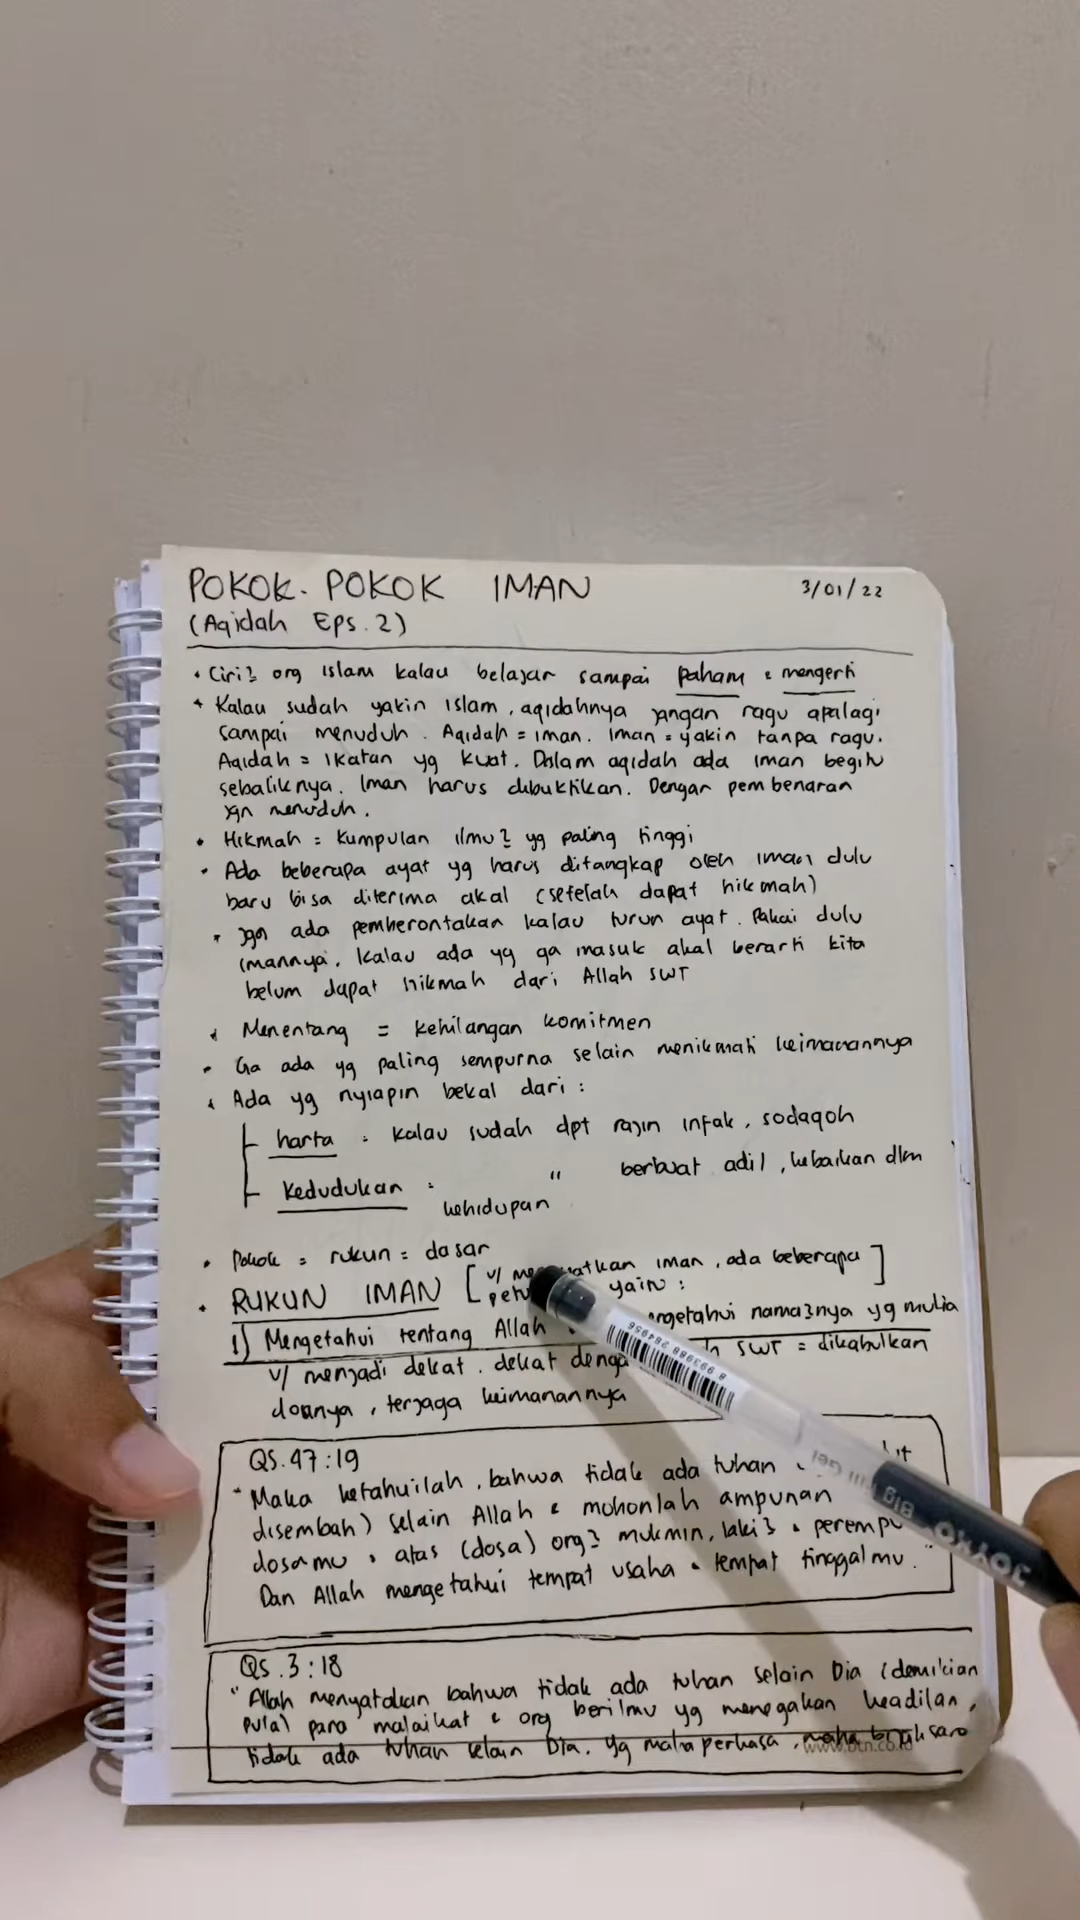 POKOK-POKOK IMAN
3/01/22
(Aqidah Eps.2)
• Ciri2 org Islam kalau belajar sampai paham & mengerti
• Kalau sudah yakin Islam, aqidahnya jangan ragu apalagi
sampai menuduh. Aqidah = iman. Iman = yakin tanpa ragu.
Aqidah = Ikatan yg kuat. Dalam aqidah ada iman begitu
sebaliknya. Iman harus dibuktikan. Dengan pembenaran
jgn menuduh.
• Hikmah = Kumpulan ilmu2 yg paling tinggi
• Ada beberapa ayat yg harus ditangkap oleh iman dulu
baru bisa diterima akal (setelah dapat hikmah)
• Jgn ada pemberontakan kalau turun ayat. Pakai dulu
imannya. Kalau ada yg ga masuk akal berarti kita
belum dapat hikmah dari Allah SWT
• Menentang = kehilangan komitmen
• Ga ada yg paling sempurna selain menikmati keimanannya
• Ada yg nyiapin bekal dari :
harta : kalau sudah dpt rajin infak, sodaqoh
kedudukan : " berbuat adil, kebaikan dlm
kehidupan
• Pokok = rukun = dasar
• RUKUN IMAN [u/ iman, ada beberapa
yaitu : ]
1) Mengetahui tentang Allah nama2nya yg mulia
u/ menjadi dekat. dekat SWT = dikabulkan
doanya, terjaga keimanannya
QS. 47:19
"Maka ketahuilah, bahwa tidak ada tuhan
disembah) selain Allah & mohonlah ampunan
dosamu & atas (dosa) org2 mukmin, laki2 &
Dan Allah mengetahui tempat usaha & tempat tinggalmu."
QS. 3:18
"Allah menyatakan bahwa tidak ada tuhan selain Dia (demikian
pula) para malaikat & org berilmu yg menegakan keadilan,
tidak ada tuhan selain Dia. Yg maha perkasa, maha
8 993988 284956
JOYKO Big Gel